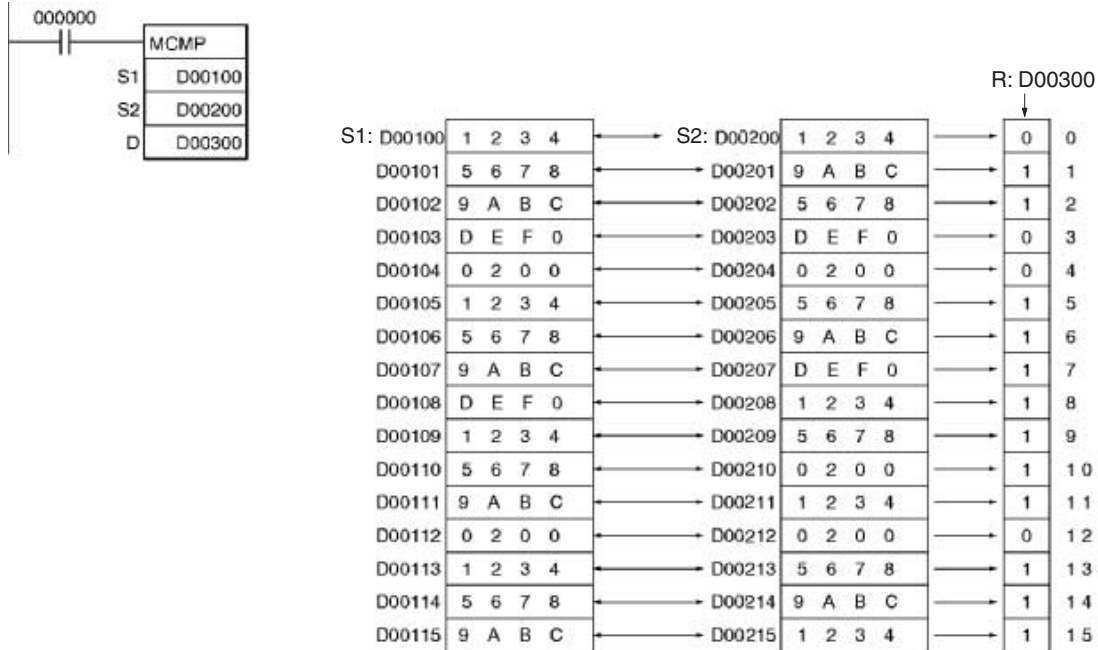 000000
MCMP
S1 D00100
S2 D00200
D D00300
R: D00300
S1: D00100 1 2 3 4 S2: D00200 1 2 3 4 0 0
D00101 5 6 7 8 D00201 9 A B C 1 1
D00102 9 A B C D00202 5 6 7 8 1 2
D00103 D E F 0 D00203 D E F 0 0 3
D00104 0 2 0 0 D00204 0 2 0 0 0 4
D00105 1 2 3 4 D00205 5 6 7 8 1 5
D00106 5 6 7 8 D00206 9 A B C 1 6
D00107 9 A B C D00207 D E F 0 1 7
D00108 D E F 0 D00208 1 2 3 4 1 8
D00109 1 2 3 4 D00209 5 6 7 8 1 9
D00110 5 6 7 8 D00210 0 2 0 0 1 10
D00111 9 A B C D00211 1 2 3 4 1 11
D00112 0 2 0 0 D00212 0 2 0 0 0 12
D00113 1 2 3 4 D00213 5 6 7 8 1 13
D00114 5 6 7 8 D00214 9 A B C 1 14
D00115 9 A B C D00215 1 2 3 4 1 15